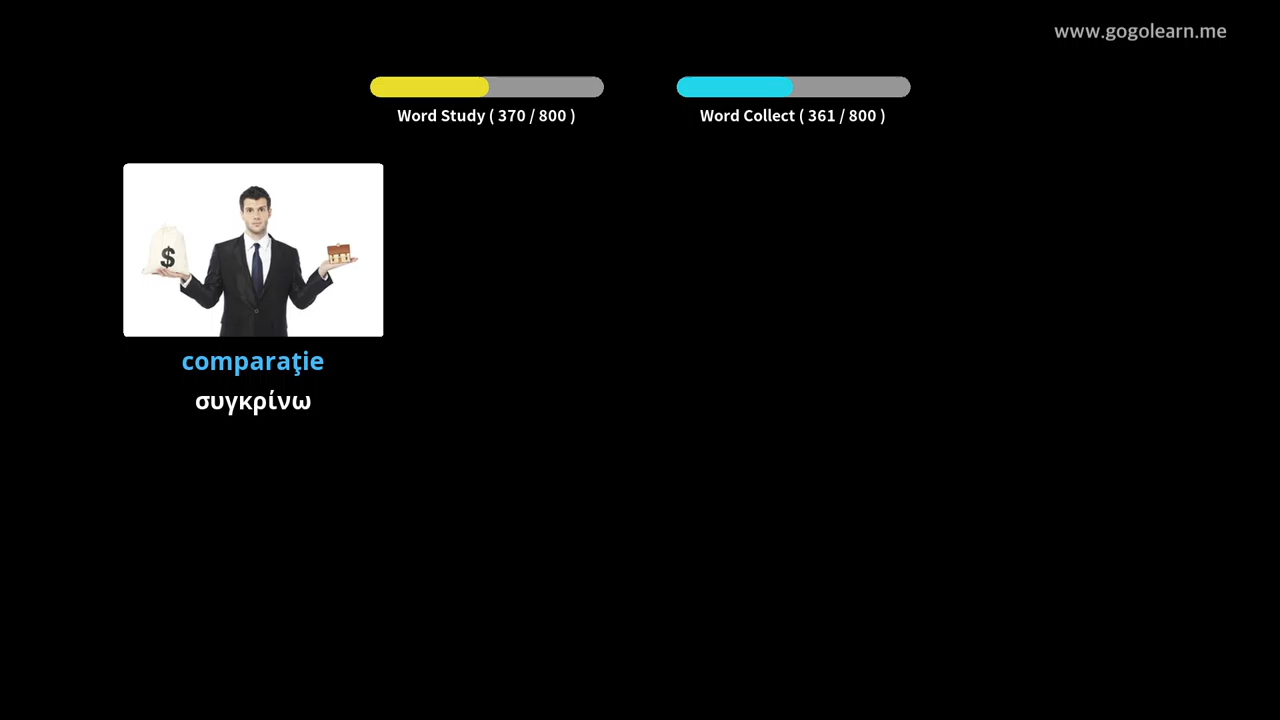 www.gogolearn.me
Word Study ( 370 / 800 )
Word Collect ( 361 / 800 )
$
comparaţie
συγκρίνω